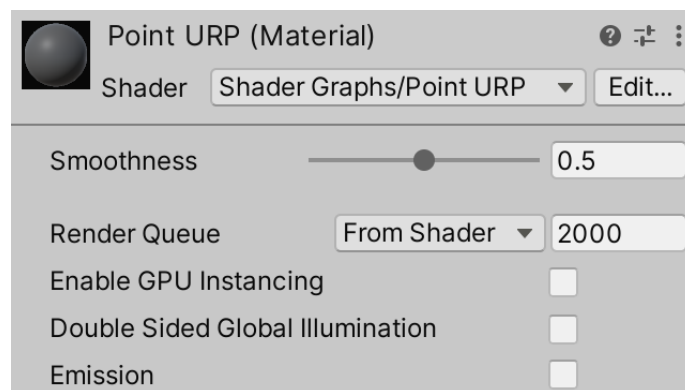 Point URP (Material)
Shader Shader Graphs/Point URP Edit...
Smoothness 0.5
Render Queue From Shader 2000
Enable GPU Instancing
Double Sided Global Illumination
Emission